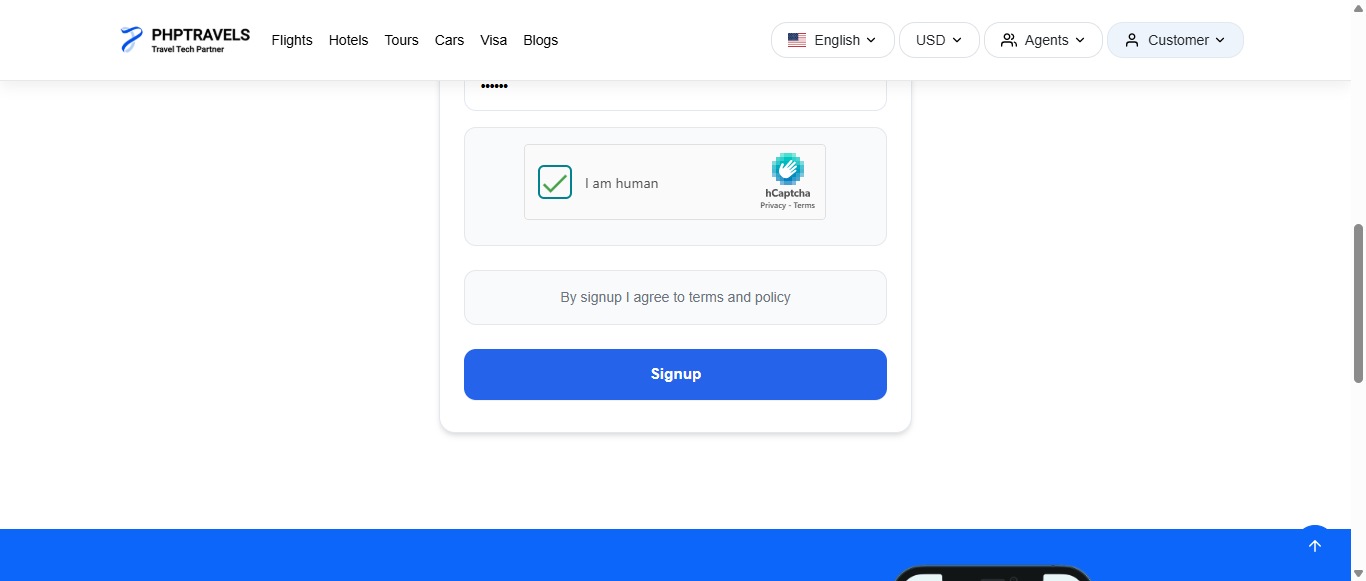 PHPTRAVELS
Travel Tech Partner
Flights Hotels Tours Cars Visa Blogs
English USD Agents Customer
••••••
I am human
hCaptcha
Privacy - Terms
By signup I agree to terms and policy
Signup